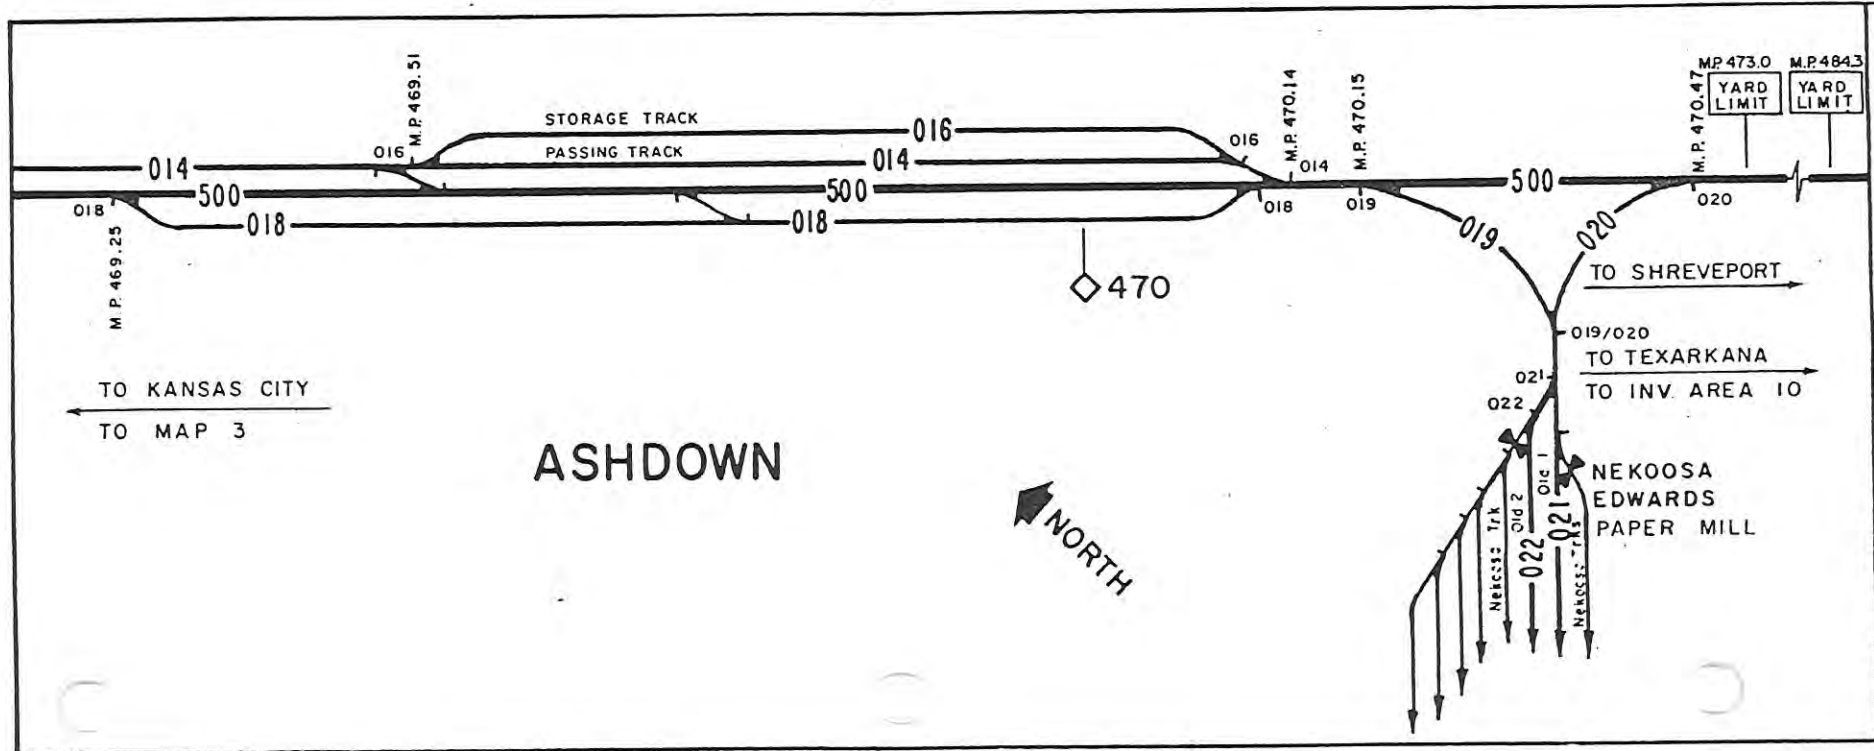 M.P. 469.51
M.P. 470.14
M.P. 470.15
M.P. 470.47
M.P. 473.0
YARD
LIMIT
M.P. 484.3
YARD
LIMIT
STORAGE TRACK
016
016
016
PASSING TRACK
014
014
014
500
500
500
018
018
018
018
019
020
M.P. 469.25
019
020
470
TO SHREVEPORT
019/020
TO TEXARKANA
TO INV. AREA 10
021
022
TO KANSAS CITY
TO MAP 3
ASHDOWN
NORTH
Old 1
Old 2
021
022
Nekoosa Trk
Nekoosa Trks
NEKOOSA
EDWARDS
PAPER MILL